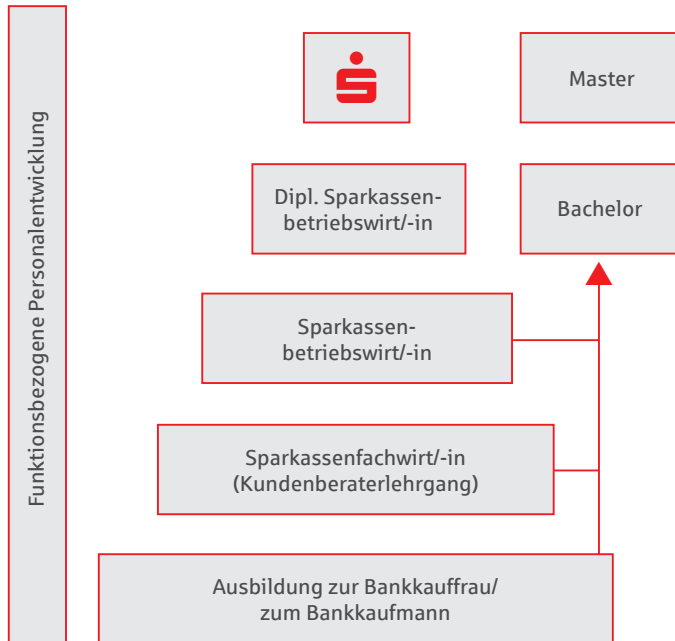 Funktionsbezogene Personalentwicklung
Master
Dipl. Sparkassen-
betriebswirt/-in
Bachelor
Sparkassen-
betriebswirt/-in
Sparkassenfachwirt/-in
(Kundenberaterlehrgang)
Ausbildung zur Bankkauffrau/
zum Bankkaufmann